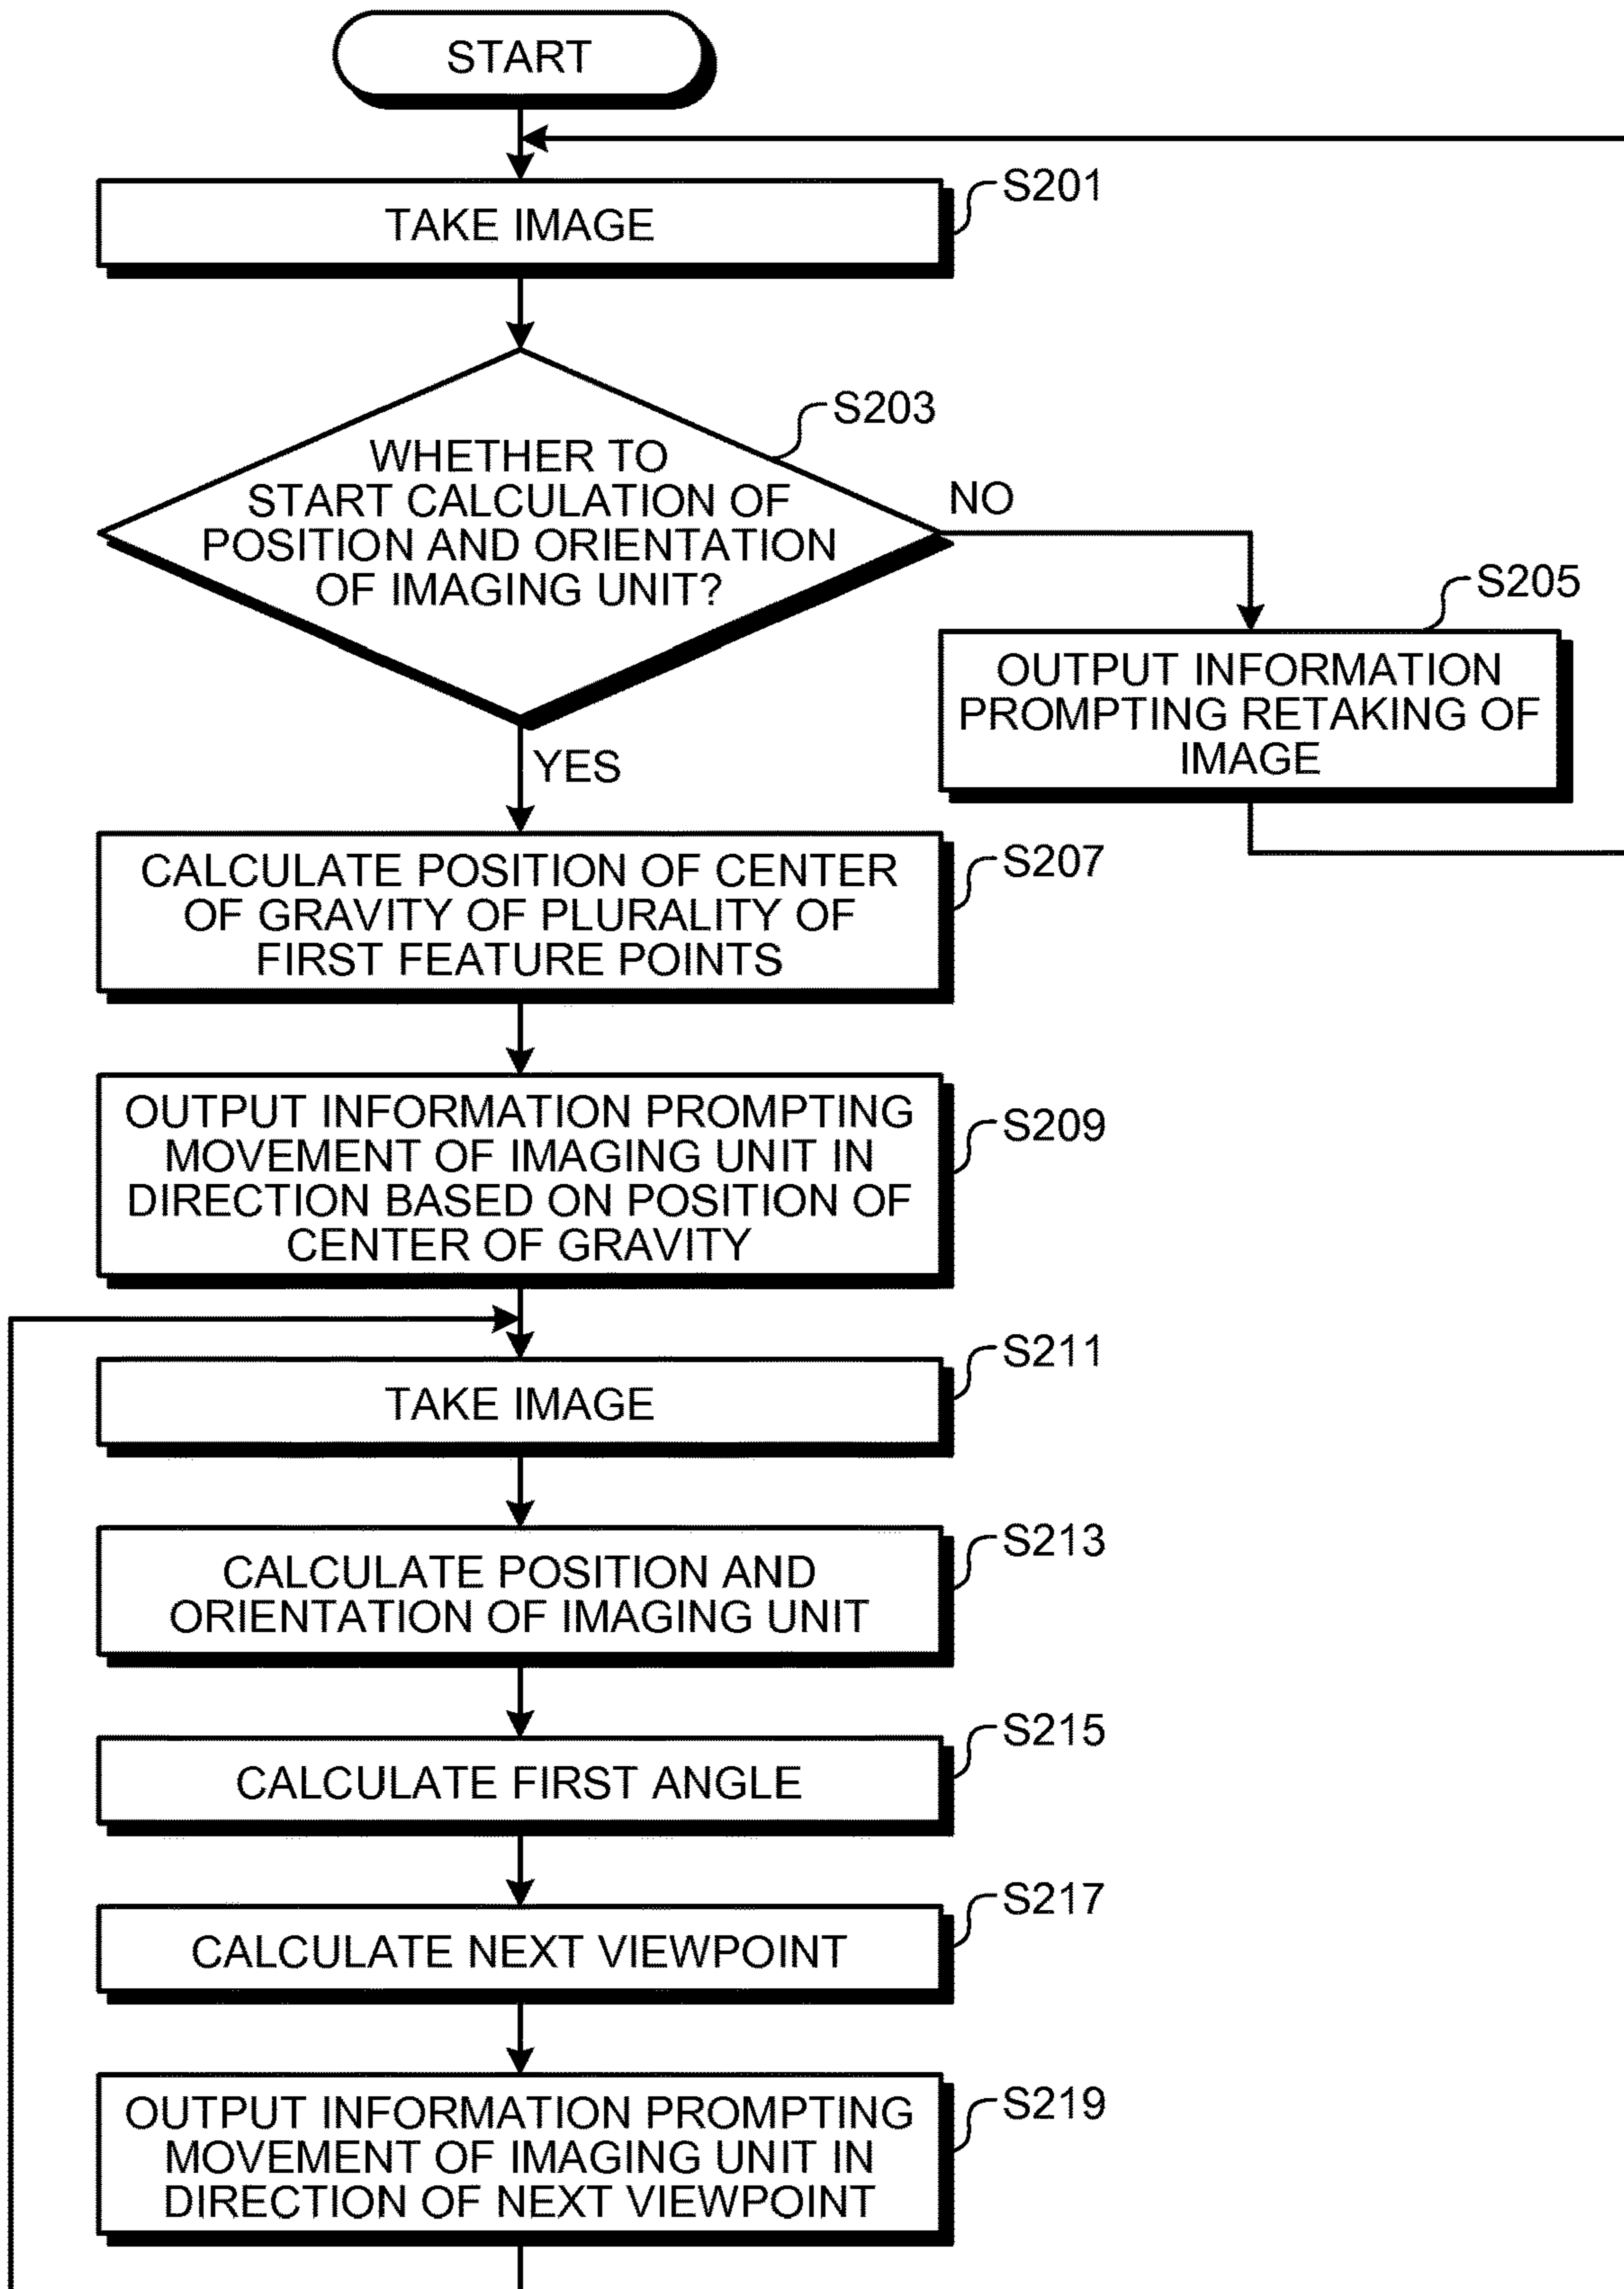 START
TAKE IMAGE
S201
WHETHER TO
START CALCULATION OF
POSITION AND ORIENTATION
OF IMAGING UNIT?
S203
NO
YES
OUTPUT INFORMATION
PROMPTING RETAKING OF
IMAGE
S205
CALCULATE POSITION OF CENTER
OF GRAVITY OF PLURALITY OF
FIRST FEATURE POINTS
S207
OUTPUT INFORMATION PROMPTING
MOVEMENT OF IMAGING UNIT IN
DIRECTION BASED ON POSITION OF
CENTER OF GRAVITY
S209
TAKE IMAGE
S211
CALCULATE POSITION AND
ORIENTATION OF IMAGING UNIT
S213
CALCULATE FIRST ANGLE
S215
CALCULATE NEXT VIEWPOINT
S217
OUTPUT INFORMATION PROMPTING
MOVEMENT OF IMAGING UNIT IN
DIRECTION OF NEXT VIEWPOINT
S219